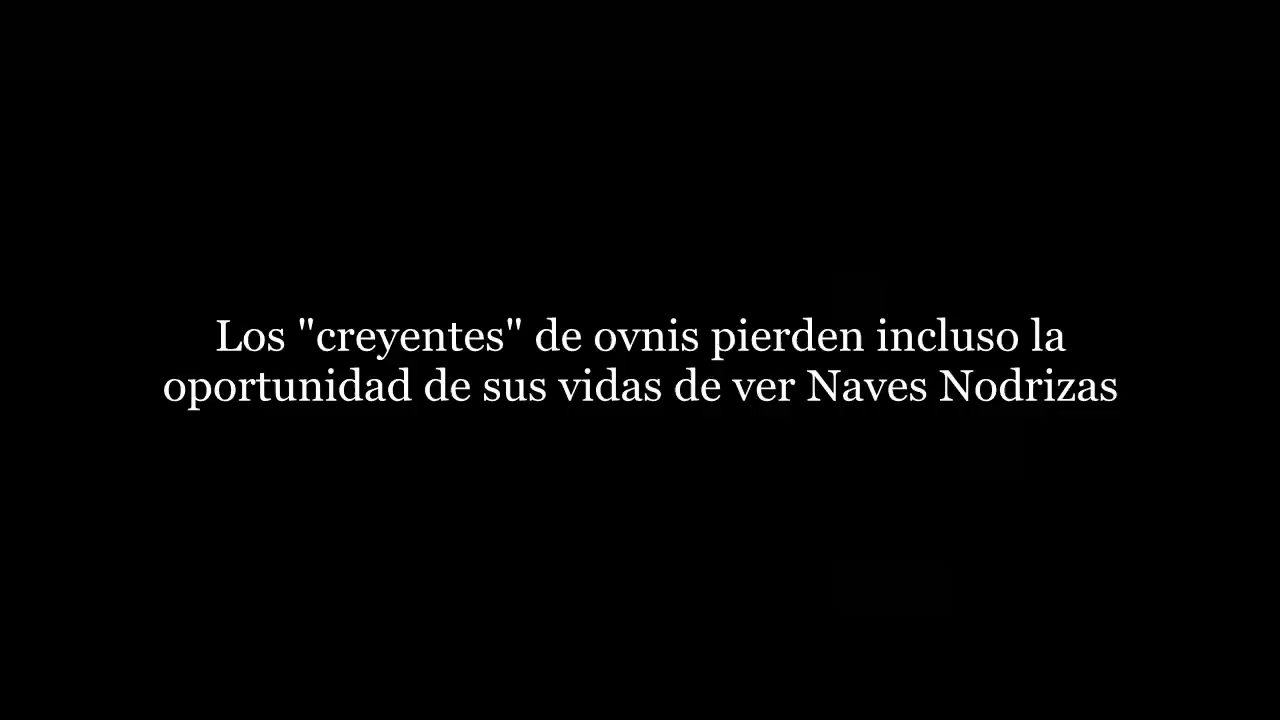 Los "creyentes" de ovnis pierden incluso la
oportunidad de sus vidas de ver Naves Nodrizas